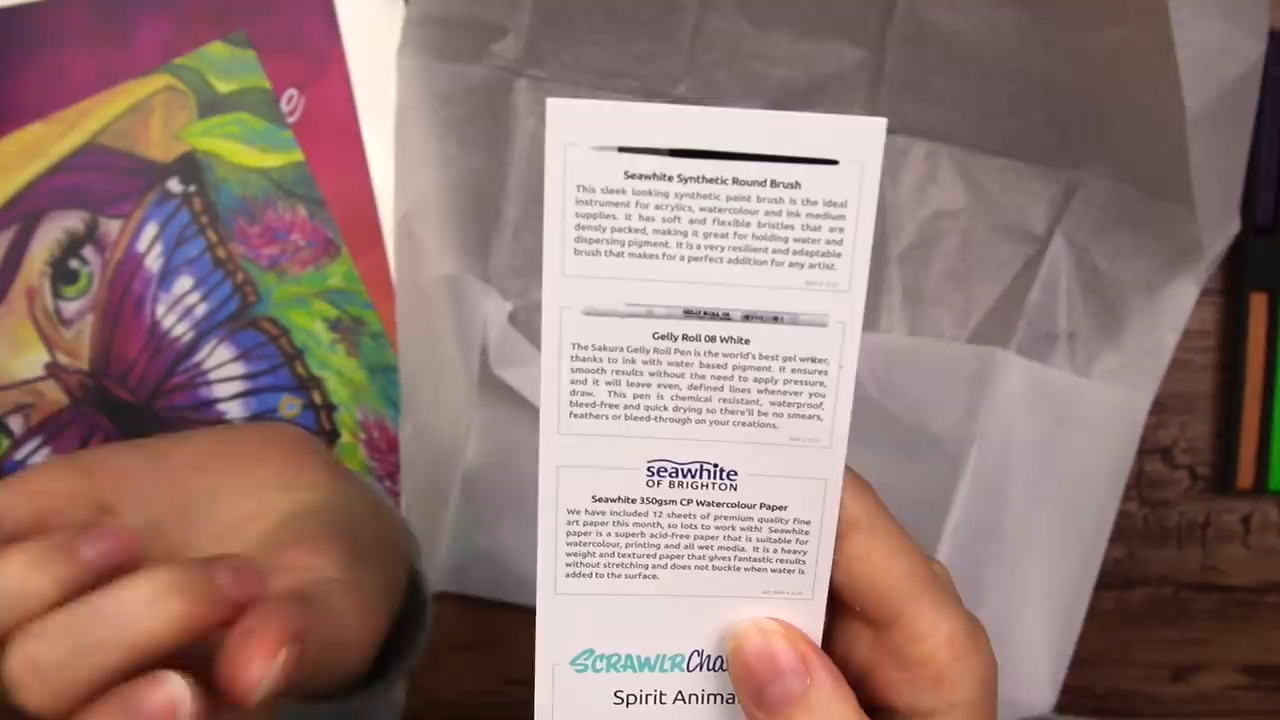 Seawhite Synthetic Round Brush
This sleek looking synthetic paint brush is the ideal
instrument for acrylics, watercolour and ink medium
supplies. It has soft and flexible bristles that are
densly packed, making it great for holding water and
dispersing pigment. It is a very resilient and adaptable
brush that makes for a perfect addition for any artist.
GELLY ROLL
Gelly Roll 08 White
The Sakura Gelly Roll Pen is the world's best gel writer,
thanks to ink with water based pigment. It ensures
smooth results without the need to apply pressure,
and it will leave even, defined lines whenever you
draw. This pen is chemical resistant, waterproof,
bleed-free and quick drying so there'll be no smears,
feathers or bleed-through on your creations.
seawhite
OF BRIGHTON
Seawhite 350gsm CP Watercolour Paper
We have included 12 sheets of premium quality fine
art paper this month, so lots to work with! Seawhite
paper is a superb acid-free paper that is suitable for
watercolour, printing and all wet media. It is a heavy
weight and textured paper that gives fantastic results
without stretching and does not buckle when water is
added to the surface.
SCRAWLRCha
Spirit Anima